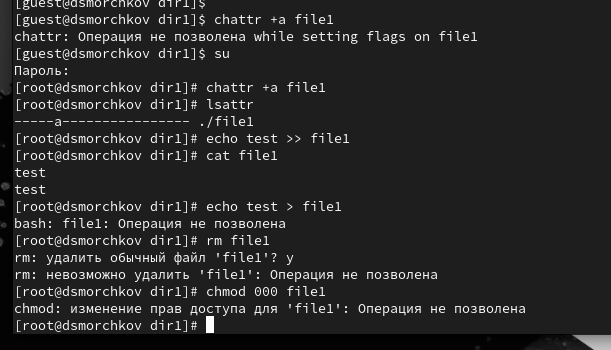 [guest@dsmorchkov dir1]$
[guest@dsmorchkov dir1]$ chattr +a file1
chattr: Операция не позволена while setting flags on file1
[guest@dsmorchkov dir1]$ su
Пароль:
[root@dsmorchkov dir1]# chattr +a file1
[root@dsmorchkov dir1]# lsattr
-----a---------------- ./file1
[root@dsmorchkov dir1]# echo test >> file1
[root@dsmorchkov dir1]# cat file1
test
test
[root@dsmorchkov dir1]# echo test > file1
bash: file1: Операция не позволена
[root@dsmorchkov dir1]# rm file1
rm: удалить обычный файл 'file1'? y
rm: невозможно удалить 'file1': Операция не позволена
[root@dsmorchkov dir1]# chmod 000 file1
chmod: изменение прав доступа для 'file1': Операция не позволена
[root@dsmorchkov dir1]#